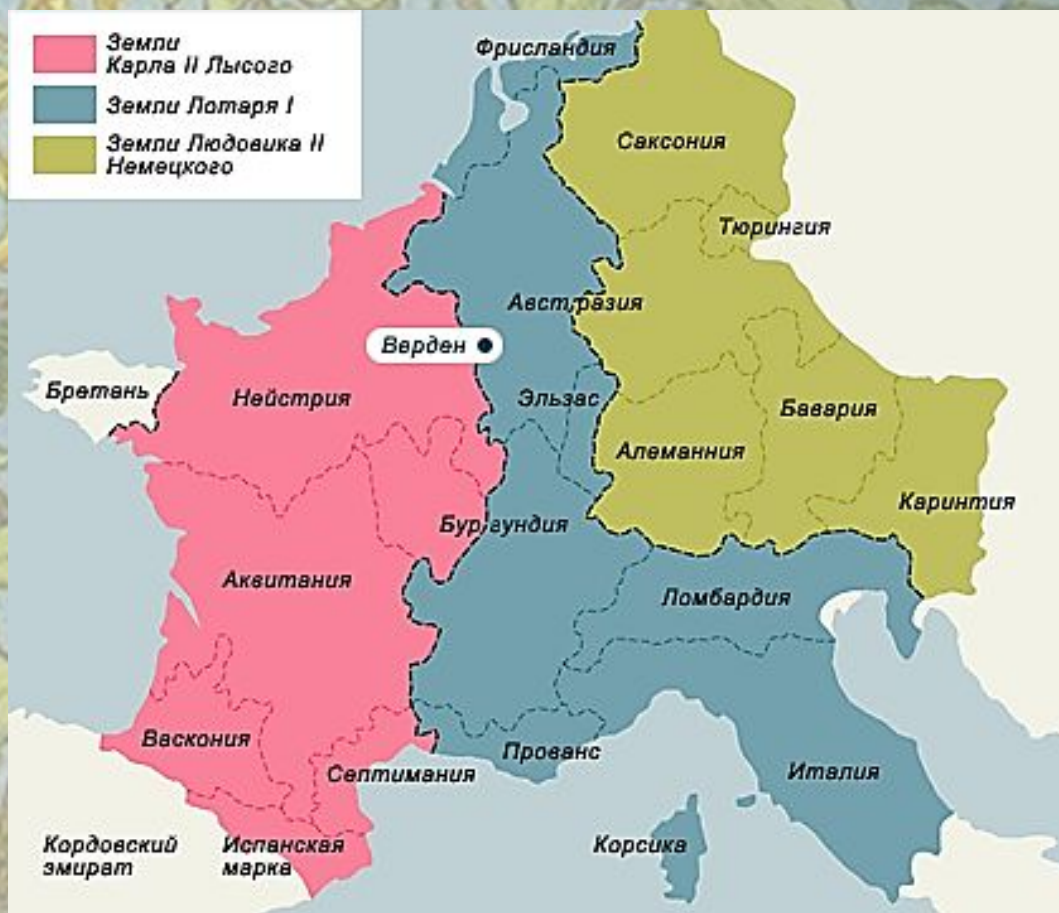 Земли
Карла II Лысого
Земли Лотаря I
Земли Людовика II
Немецкого
Фрисландия
Саксония
Тюрингия
Австразия
Верден
Бретань
Нейстрия
Эльзас
Бавария
Алеманния
Каринтия
Бургундия
Аквитания
Ломбардия
Васкония
Прованс
Септимания
Италия
Кордовский
эмират
Испанская
марка
Корсика